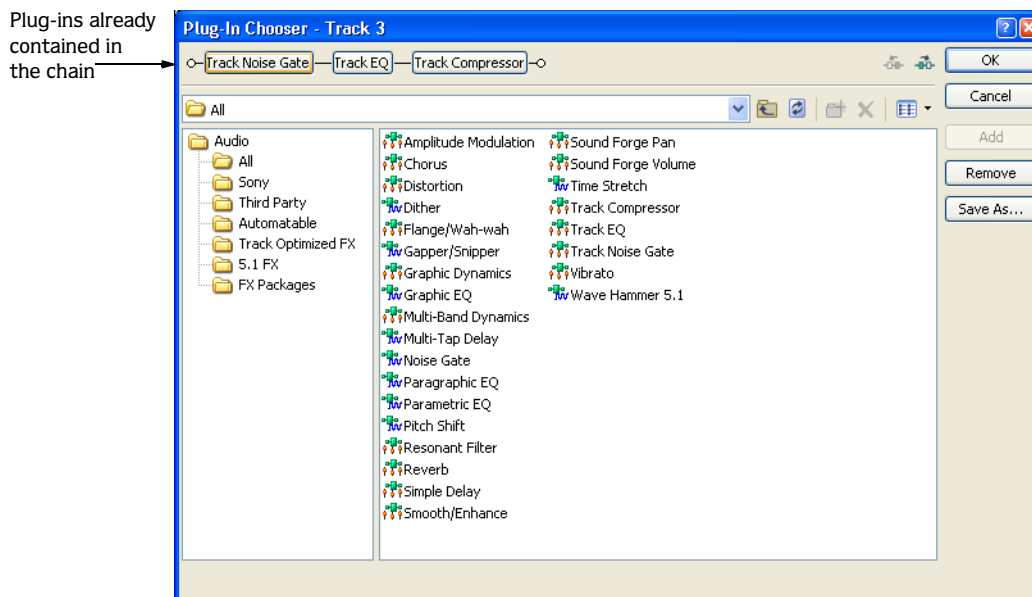 Plug-ins already
contained in
the chain
Plug-In Chooser - Track 3
Track Noise Gate
Track EQ
Track Compressor
OK
Cancel
Add
Remove
Save As...
All
Audio
All
Sony
Third Party
Automatable
Track Optimized FX
5.1 FX
FX Packages
Amplitude Modulation
Chorus
Distortion
Dither
Flange/Wah-wah
Gapper/Snipper
Graphic Dynamics
Graphic EQ
Multi-Band Dynamics
Multi-Tap Delay
Noise Gate
Paragraphic EQ
Parametric EQ
Pitch Shift
Resonant Filter
Reverb
Simple Delay
Smooth/Enhance
Sound Forge Pan
Sound Forge Volume
Time Stretch
Track Compressor
Track EQ
Track Noise Gate
Vibrato
Wave Hammer 5.1